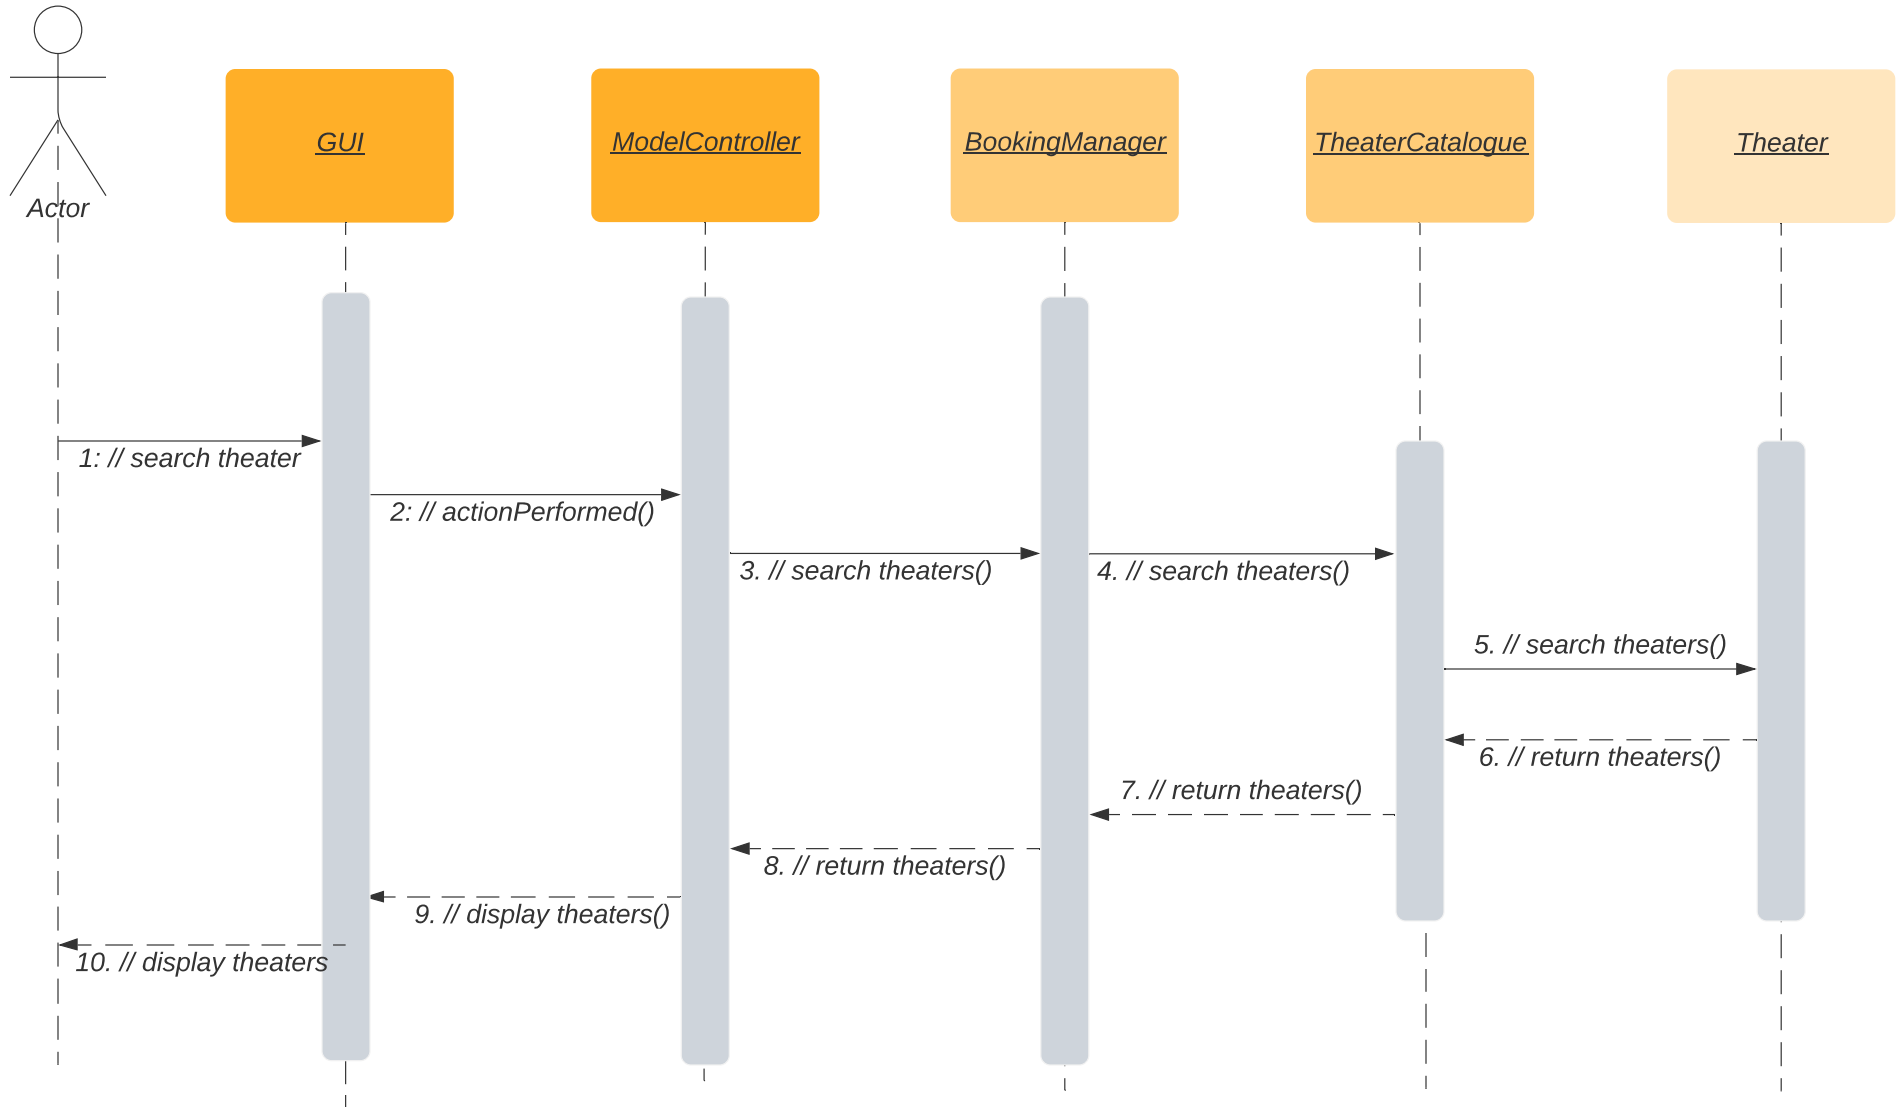 Actor
GUI
ModelController
BookingManager
TheaterCatalogue
Theater
1: // search theater
2: // actionPerformed()
3. // search theaters()
4. // search theaters()
5. // search theaters()
6. // return theaters()
7. // return theaters()
8. // return theaters()
9. // display theaters()
10. // display theaters